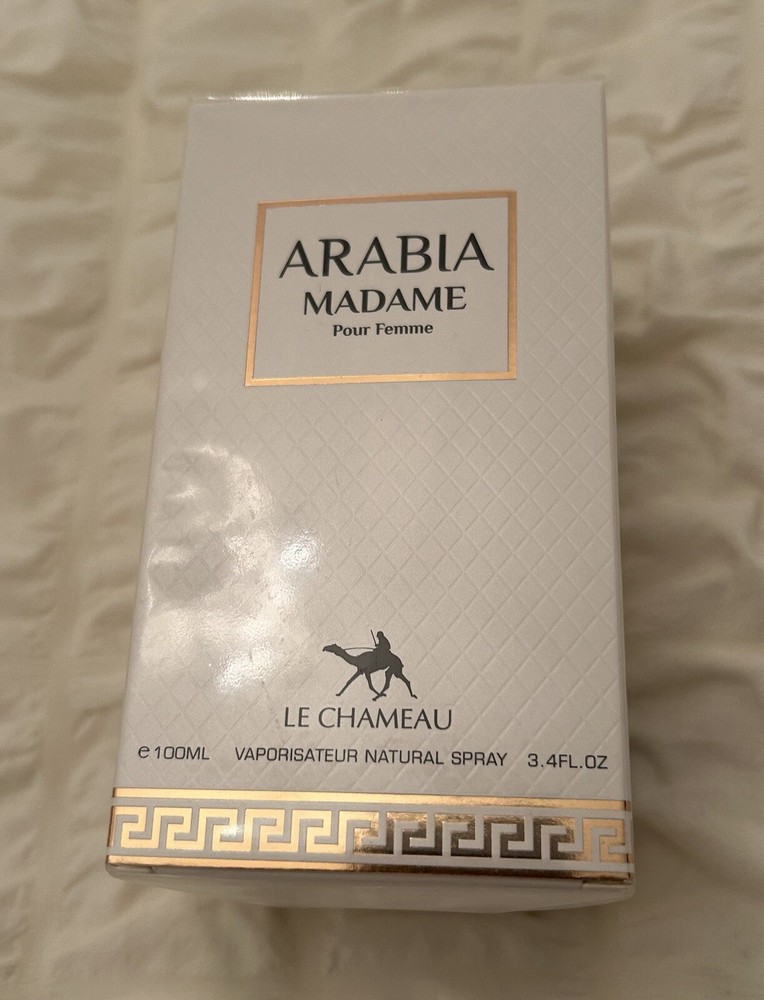 ARABIA
MADAME
Pour Femme
LE CHAMEAU
℮100ML VAPORISATEUR NATURAL SPRAY 3.4FL.OZ